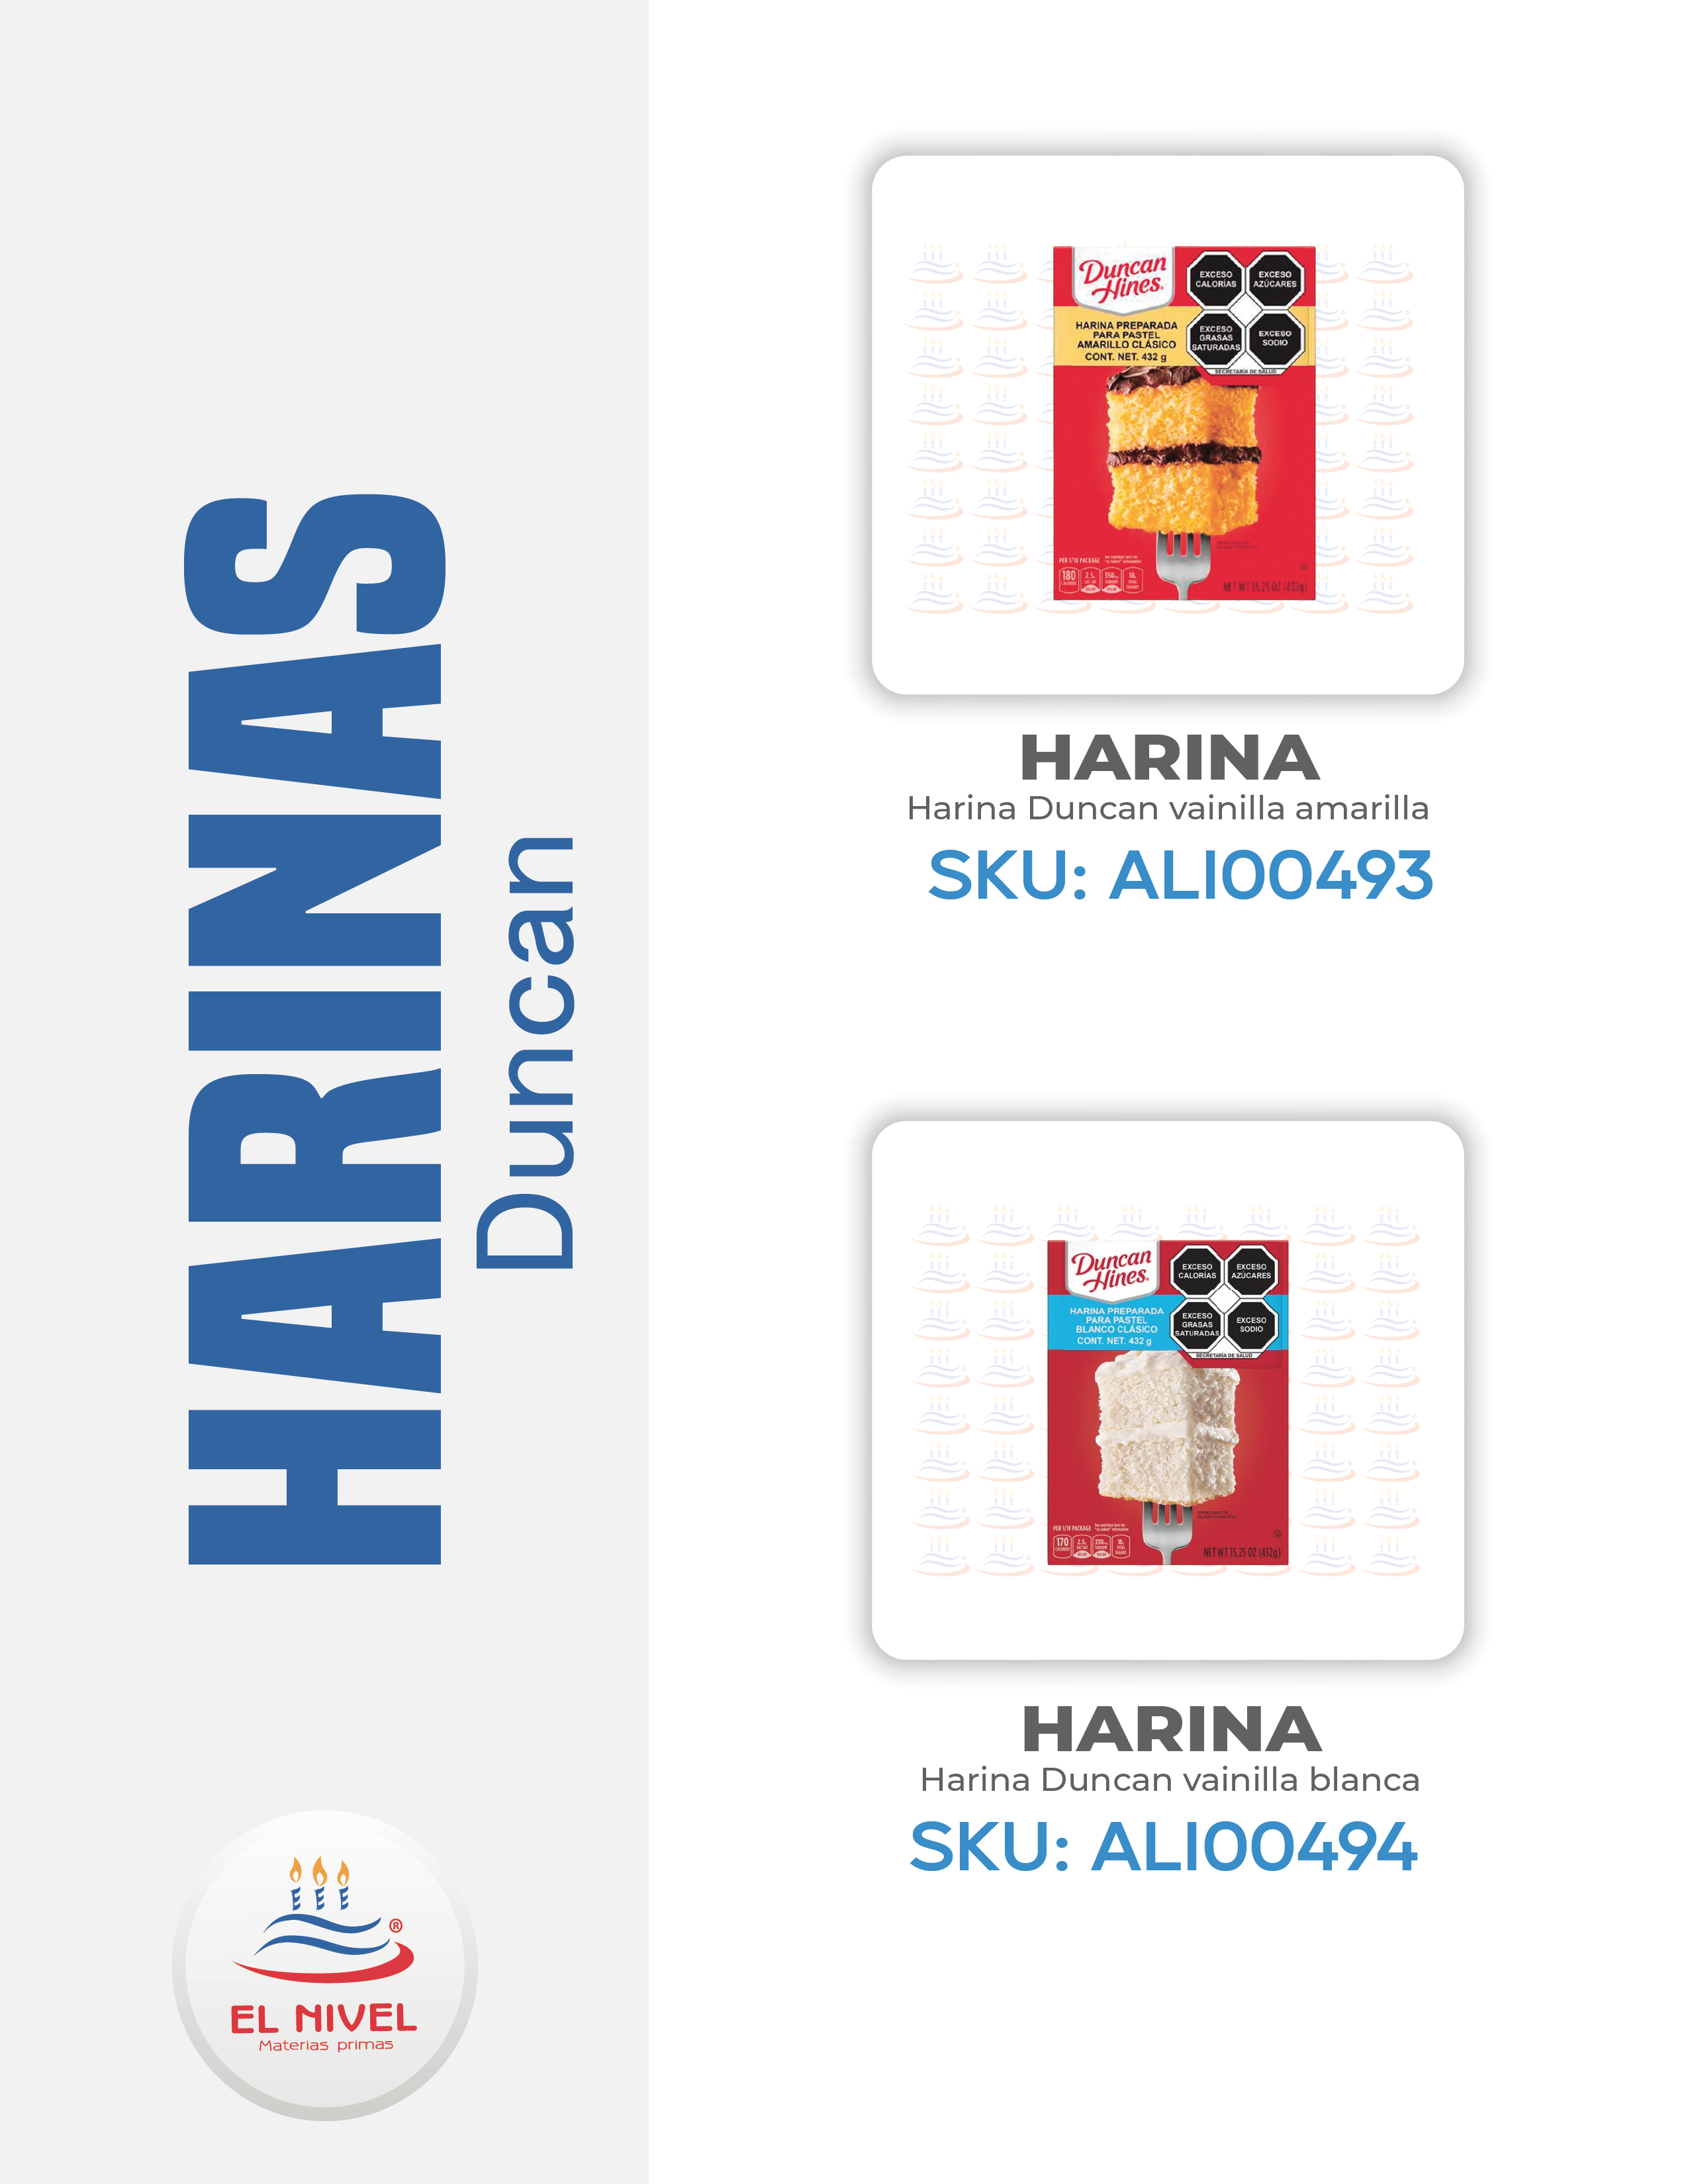 HARINAS
Duncan
Duncan
Hines®
EXCESO
CALORÍAS
EXCESO
AZÚCARES
EXCESO
GRASAS
SATURADAS
EXCESO
SODIO
SECRETARÍA DE SALUD
HARINA PREPARADA
PARA PASTEL
AMARILLO CLÁSICO
CONT. NET. 432 g
PER 1/10 PACKAGE
180
CALORIES
NET WT 15.25 OZ (432g)
HARINA
Harina Duncan vainilla amarilla
SKU: ALI00493
Duncan
Hines®
EXCESO
CALORÍAS
EXCESO
AZÚCARES
EXCESO
GRASAS
SATURADAS
EXCESO
SODIO
SECRETARÍA DE SALUD
HARINA PREPARADA
PARA PASTEL
BLANCO CLÁSICO
CONT. NET. 432 g
PER 1/10 PACKAGE
170
CALORIES
NET WT 15.25 OZ (432g)
HARINA
Harina Duncan vainilla blanca
SKU: ALI00494
®
EL NIVEL
Materias primas